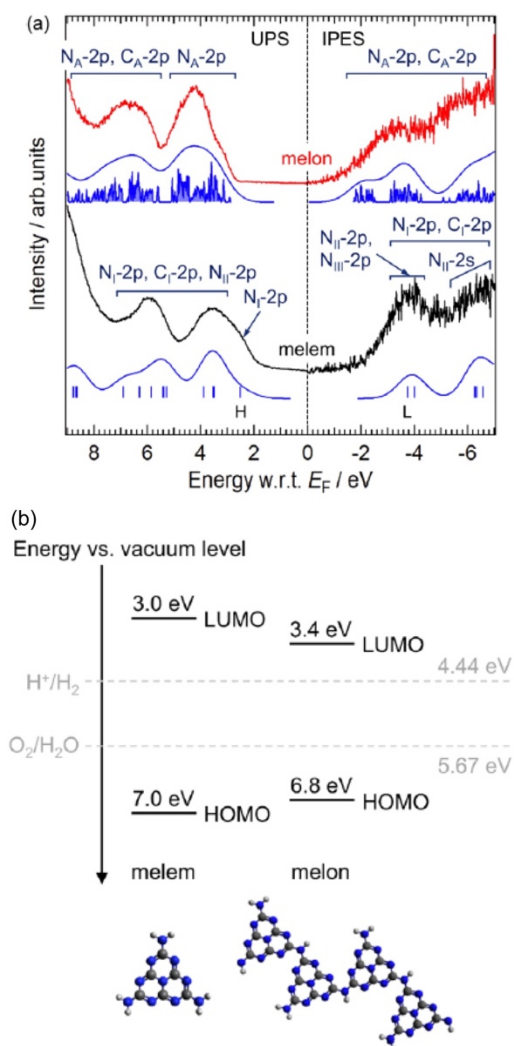 (a)
UPS IPES
N_A-2p, C_A-2p N_A-2p N_A-2p, C_A-2p
melon
N_I-2p, C_I-2p
N_II-2p,
N_III-2p N_II-2s
N_I-2p, C_I-2p, N_II-2p
N_I-2p
melem
H L
Intensity / arb.units
8 6 4 2 0 -2 -4 -6
Energy w.r.t. E_F / eV
(b)
Energy vs. vacuum level
3.0 eV LUMO
3.4 eV LUMO
4.44 eV
H⁺/H₂
O₂/H₂O
5.67 eV
7.0 eV HOMO
6.8 eV HOMO
melem melon